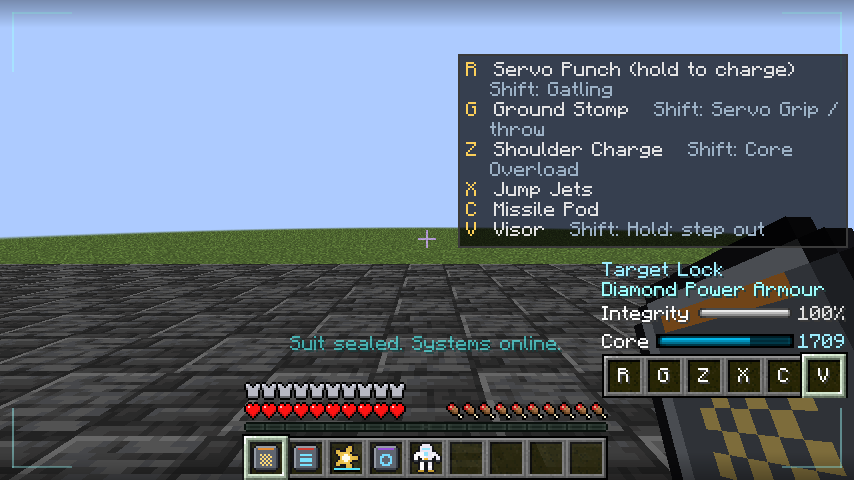 R Servo Punch (hold to charge)
Shift: Gatling
G Ground Stomp Shift: Servo Grip /
throw
Z Shoulder Charge Shift: Core
Overload
X Jump Jets
C Missile Pod
V Visor Shift: Hold: step out
Target Lock
Diamond Power Armour
Integrity 100%
Suit sealed. Systems online.
Core 1709
R G Z X C V